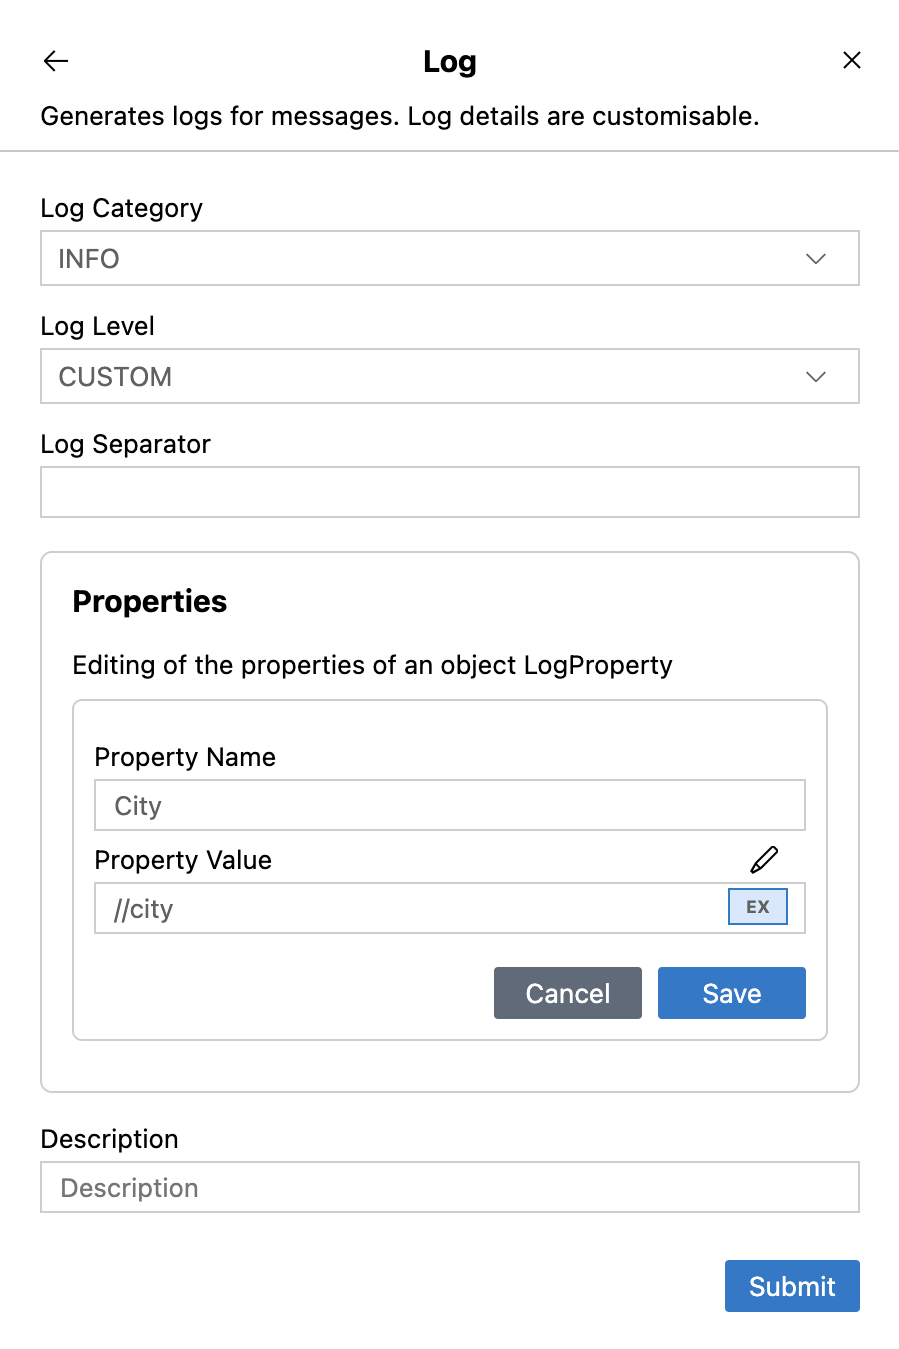 Log
Generates logs for messages. Log details are customisable.
Log Category
INFO
Log Level
CUSTOM
Log Separator
Properties
Editing of the properties of an object LogProperty
Property Name
City
Property Value
//city
EX
Cancel
Save
Description
Description
Submit